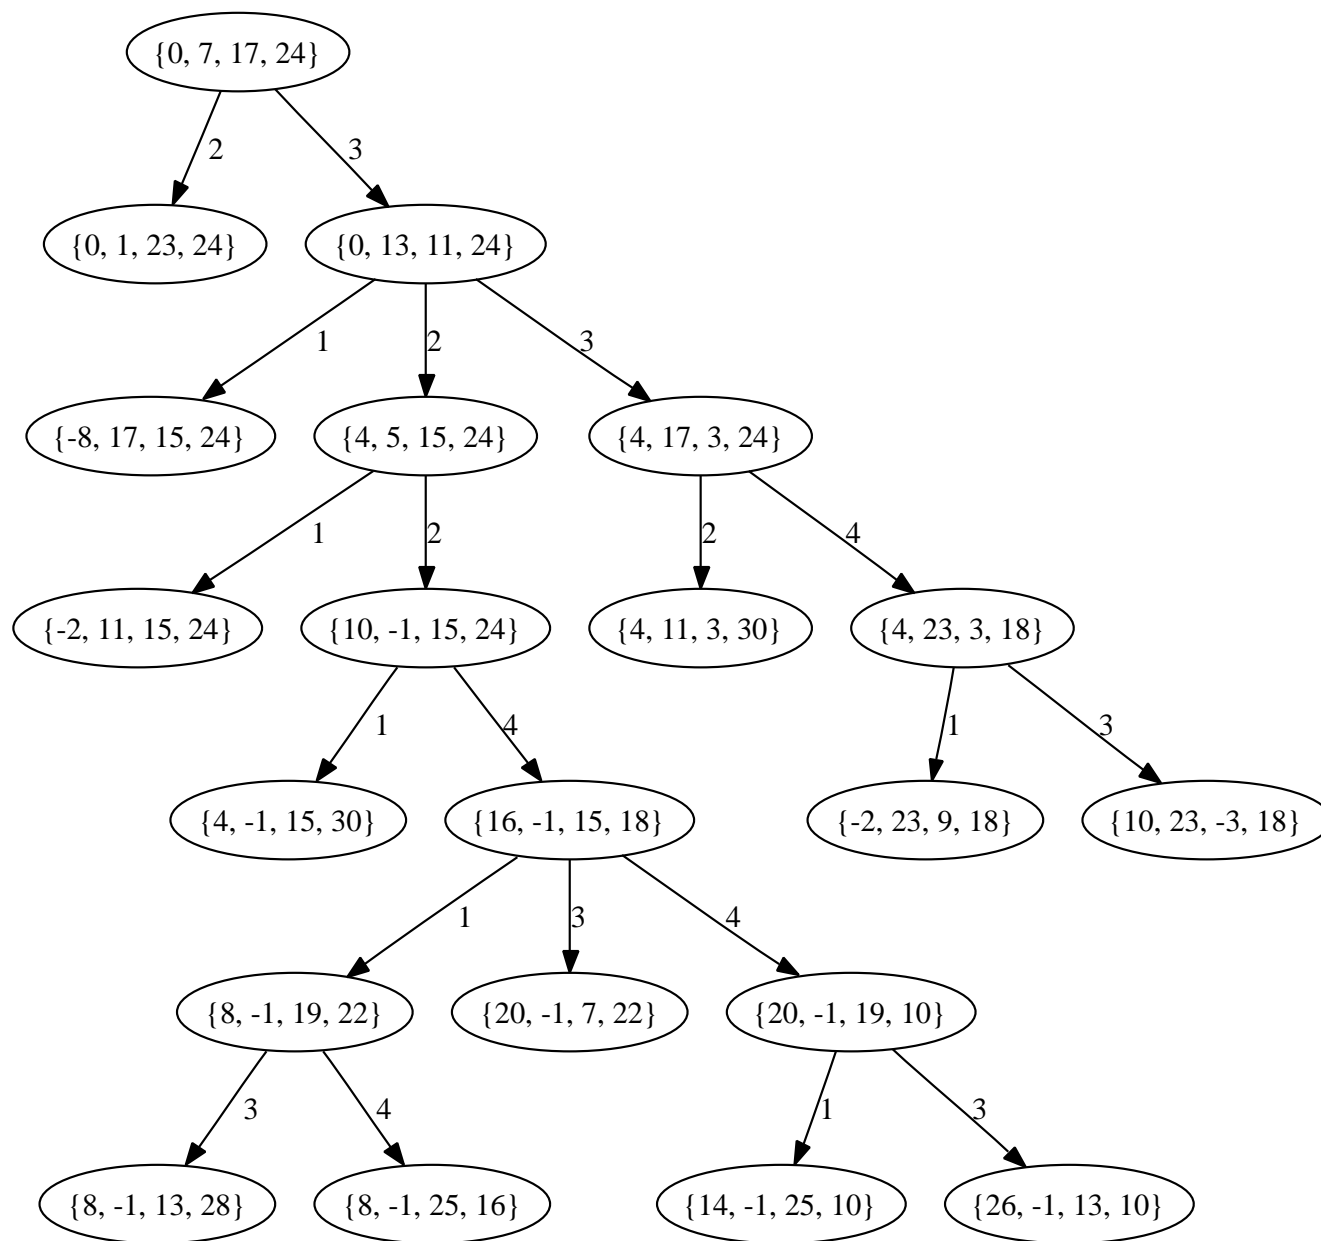 {0, 7, 17, 24}
2 3
{0, 1, 23, 24} {0, 13, 11, 24}
1 2 3
{-8, 17, 15, 24} {4, 5, 15, 24} {4, 17, 3, 24}
1 2 2 4
{-2, 11, 15, 24} {10, -1, 15, 24} {4, 11, 3, 30} {4, 23, 3, 18}
1 4 1 3
{4, -1, 15, 30} {16, -1, 15, 18} {-2, 23, 9, 18} {10, 23, -3, 18}
1 3 4
{8, -1, 19, 22} {20, -1, 7, 22} {20, -1, 19, 10}
3 4 1 3
{8, -1, 13, 28} {8, -1, 25, 16} {14, -1, 25, 10} {26, -1, 13, 10}